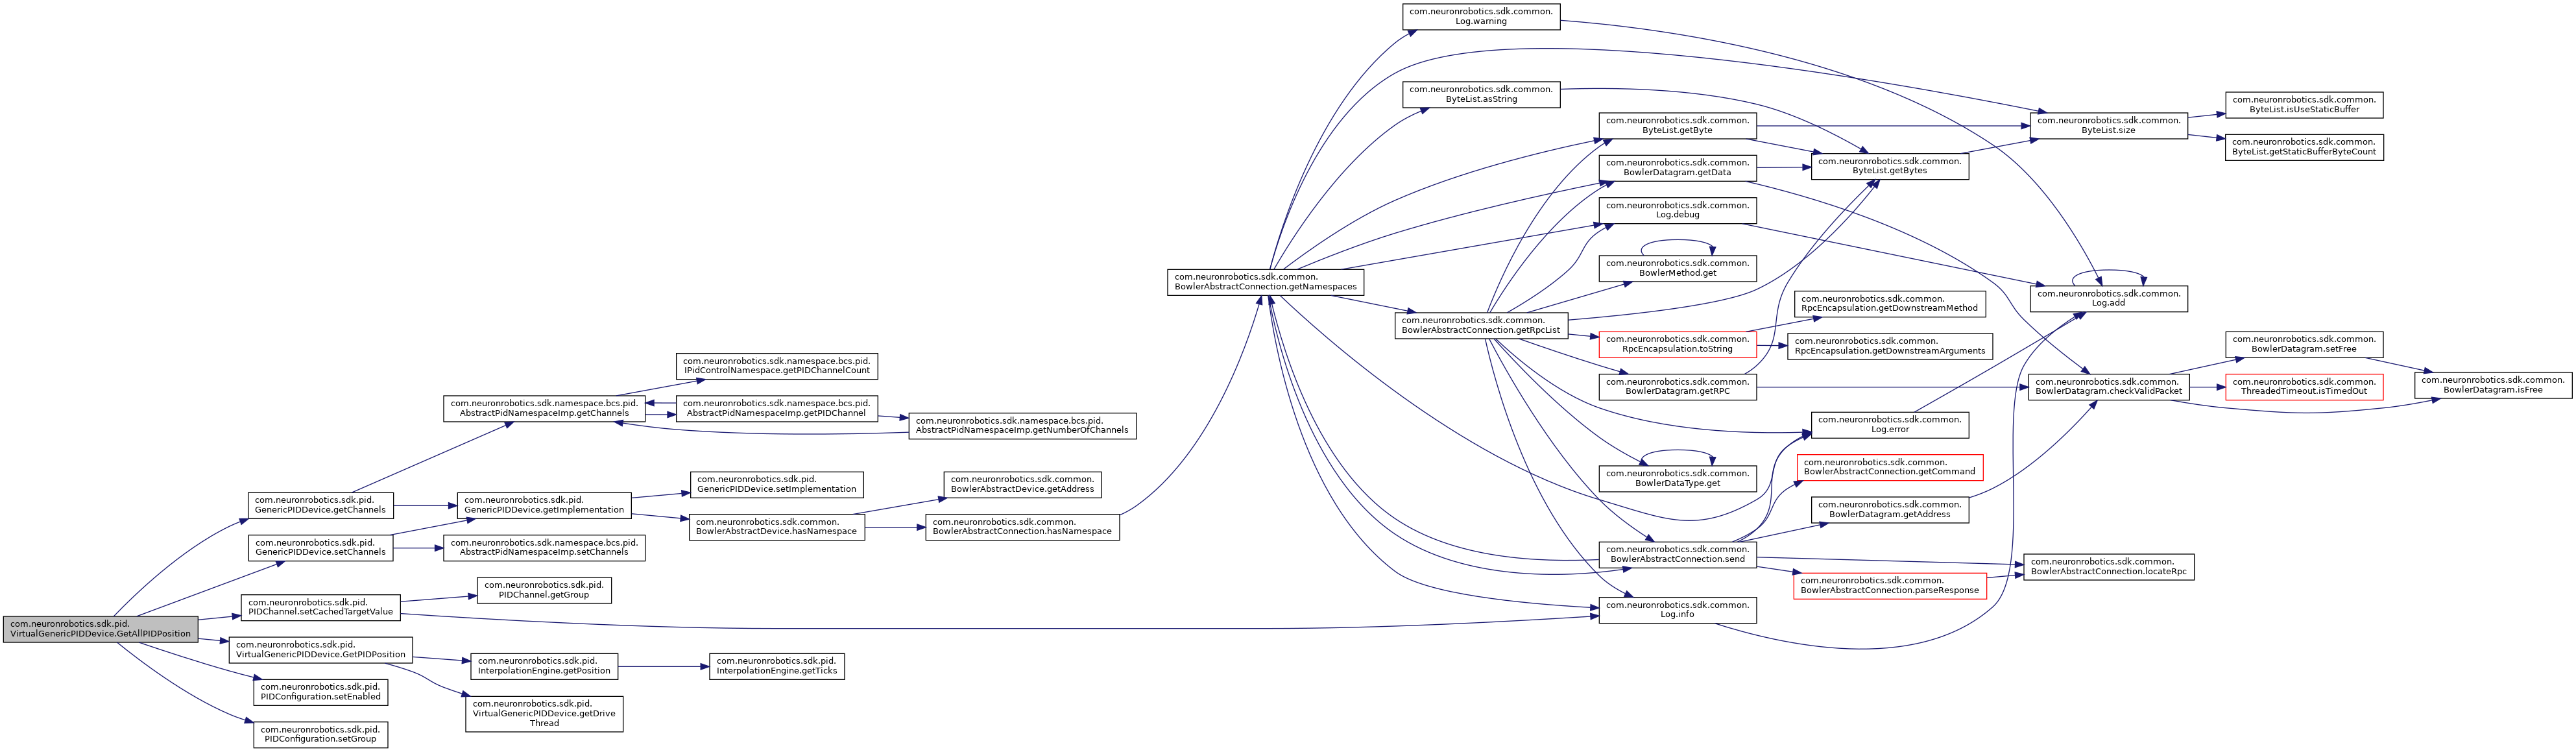 com.neuronrobotics.sdk.pid.
VirtualGenericPIDDevice.GetAllPIDPosition
com.neuronrobotics.sdk.pid.
GenericPIDDevice.getChannels
com.neuronrobotics.sdk.pid.
GenericPIDDevice.setChannels
com.neuronrobotics.sdk.pid.
PIDChannel.setCachedTargetValue
com.neuronrobotics.sdk.pid.
VirtualGenericPIDDevice.GetPIDPosition
com.neuronrobotics.sdk.pid.
PIDConfiguration.setEnabled
com.neuronrobotics.sdk.pid.
PIDConfiguration.setGroup
com.neuronrobotics.sdk.namespace.bcs.pid.
AbstractPidNamespaceImp.getChannels
com.neuronrobotics.sdk.pid.
GenericPIDDevice.getImplementation
com.neuronrobotics.sdk.namespace.bcs.pid.
AbstractPidNamespaceImp.setChannels
com.neuronrobotics.sdk.pid.
PIDChannel.getGroup
com.neuronrobotics.sdk.pid.
InterpolationEngine.getPosition
com.neuronrobotics.sdk.pid.
VirtualGenericPIDDevice.getDrive
Thread
com.neuronrobotics.sdk.namespace.bcs.pid.
IPidControlNamespace.getPIDChannelCount
com.neuronrobotics.sdk.namespace.bcs.pid.
AbstractPidNamespaceImp.getPIDChannel
com.neuronrobotics.sdk.pid.
GenericPIDDevice.setImplementation
com.neuronrobotics.sdk.common.
BowlerAbstractDevice.hasNamespace
com.neuronrobotics.sdk.pid.
InterpolationEngine.getTicks
com.neuronrobotics.sdk.namespace.bcs.pid.
AbstractPidNamespaceImp.getNumberOfChannels
com.neuronrobotics.sdk.common.
BowlerAbstractDevice.getAddress
com.neuronrobotics.sdk.common.
BowlerAbstractConnection.hasNamespace
com.neuronrobotics.sdk.common.
BowlerAbstractConnection.getNamespaces
com.neuronrobotics.sdk.common.
Log.warning
com.neuronrobotics.sdk.common.
ByteList.asString
com.neuronrobotics.sdk.common.
BowlerAbstractConnection.getRpcList
com.neuronrobotics.sdk.common.
ByteList.getByte
com.neuronrobotics.sdk.common.
BowlerDatagram.getData
com.neuronrobotics.sdk.common.
Log.debug
com.neuronrobotics.sdk.common.
BowlerMethod.get
com.neuronrobotics.sdk.common.
RpcEncapsulation.toString
com.neuronrobotics.sdk.common.
BowlerDatagram.getRPC
com.neuronrobotics.sdk.common.
BowlerDataType.get
com.neuronrobotics.sdk.common.
BowlerAbstractConnection.send
com.neuronrobotics.sdk.common.
Log.info
com.neuronrobotics.sdk.common.
ByteList.getBytes
com.neuronrobotics.sdk.common.
RpcEncapsulation.getDownstreamMethod
com.neuronrobotics.sdk.common.
RpcEncapsulation.getDownstreamArguments
com.neuronrobotics.sdk.common.
Log.error
com.neuronrobotics.sdk.common.
BowlerAbstractConnection.getCommand
com.neuronrobotics.sdk.common.
BowlerDatagram.getAddress
com.neuronrobotics.sdk.common.
BowlerAbstractConnection.parseResponse
com.neuronrobotics.sdk.common.
ByteList.size
com.neuronrobotics.sdk.common.
Log.add
com.neuronrobotics.sdk.common.
BowlerDatagram.checkValidPacket
com.neuronrobotics.sdk.common.
BowlerAbstractConnection.locateRpc
com.neuronrobotics.sdk.common.
ByteList.isUseStaticBuffer
com.neuronrobotics.sdk.common.
ByteList.getStaticBufferByteCount
com.neuronrobotics.sdk.common.
BowlerDatagram.setFree
com.neuronrobotics.sdk.common.
ThreadedTimeout.isTimedOut
com.neuronrobotics.sdk.common.
BowlerDatagram.isFree